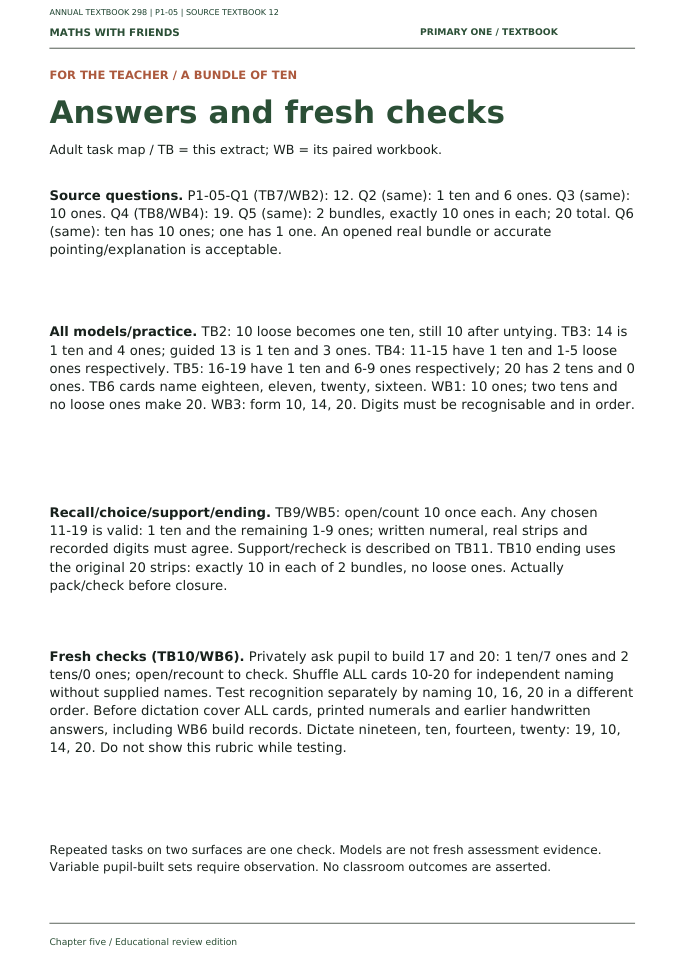 ANNUAL TEXTBOOK 298 | P1-05 | SOURCE TEXTBOOK 12
MATHS WITH FRIENDS
PRIMARY ONE / TEXTBOOK
FOR THE TEACHER / A BUNDLE OF TEN
Answers and fresh checks
Adult task map / TB = this extract; WB = its paired workbook.
Source questions. P1-05-Q1 (TB7/WB2): 12. Q2 (same): 1 ten and 6 ones. Q3 (same):
10 ones. Q4 (TB8/WB4): 19. Q5 (same): 2 bundles, exactly 10 ones in each; 20 total. Q6
(same): ten has 10 ones; one has 1 one. An opened real bundle or accurate
pointing/explanation is acceptable.
All models/practice. TB2: 10 loose becomes one ten, still 10 after untying. TB3: 14 is
1 ten and 4 ones; guided 13 is 1 ten and 3 ones. TB4: 11-15 have 1 ten and 1-5 loose
ones respectively. TB5: 16-19 have 1 ten and 6-9 ones respectively; 20 has 2 tens and 0
ones. TB6 cards name eighteen, eleven, twenty, sixteen. WB1: 10 ones; two tens and
no loose ones make 20. WB3: form 10, 14, 20. Digits must be recognisable and in order.
Recall/choice/support/ending. TB9/WB5: open/count 10 once each. Any chosen
11-19 is valid: 1 ten and the remaining 1-9 ones; written numeral, real strips and
recorded digits must agree. Support/recheck is described on TB11. TB10 ending uses
the original 20 strips: exactly 10 in each of 2 bundles, no loose ones. Actually
pack/check before closure.
Fresh checks (TB10/WB6). Privately ask pupil to build 17 and 20: 1 ten/7 ones and 2
tens/0 ones; open/recount to check. Shuffle ALL cards 10-20 for independent naming
without supplied names. Test recognition separately by naming 10, 16, 20 in a different
order. Before dictation cover ALL cards, printed numerals and earlier handwritten
answers, including WB6 build records. Dictate nineteen, ten, fourteen, twenty: 19, 10,
14, 20. Do not show this rubric while testing.
Repeated tasks on two surfaces are one check. Models are not fresh assessment evidence.
Variable pupil-built sets require observation. No classroom outcomes are asserted.
Chapter five / Educational review edition